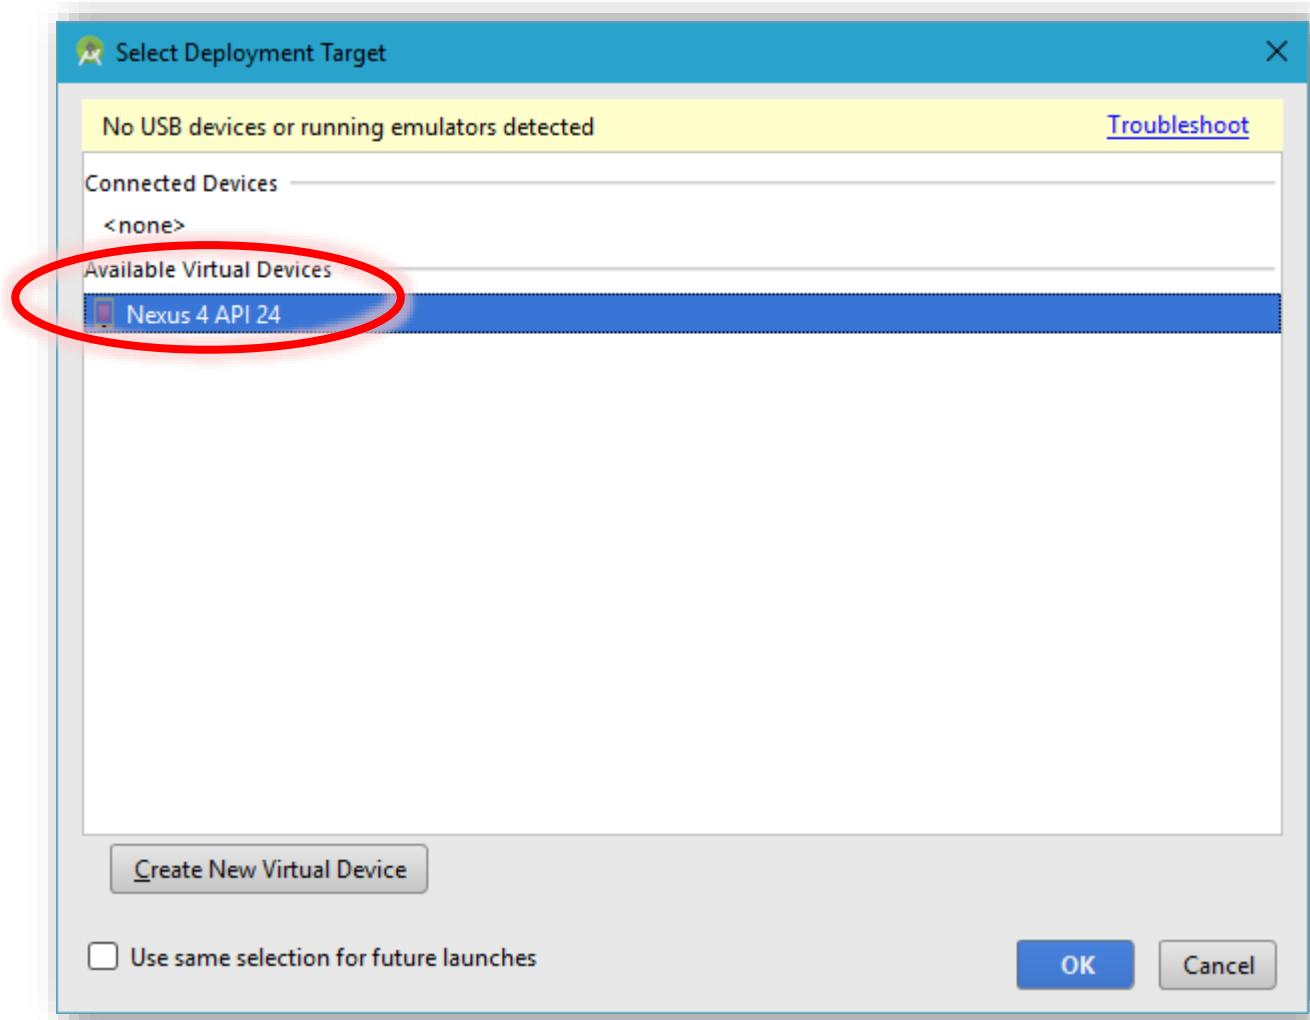 Select Deployment Target
No USB devices or running emulators detected Troubleshoot
Connected Devices
<none>
Available Virtual Devices
Nexus 4 API 24
Create New Virtual Device
Use same selection for future launches
OK Cancel